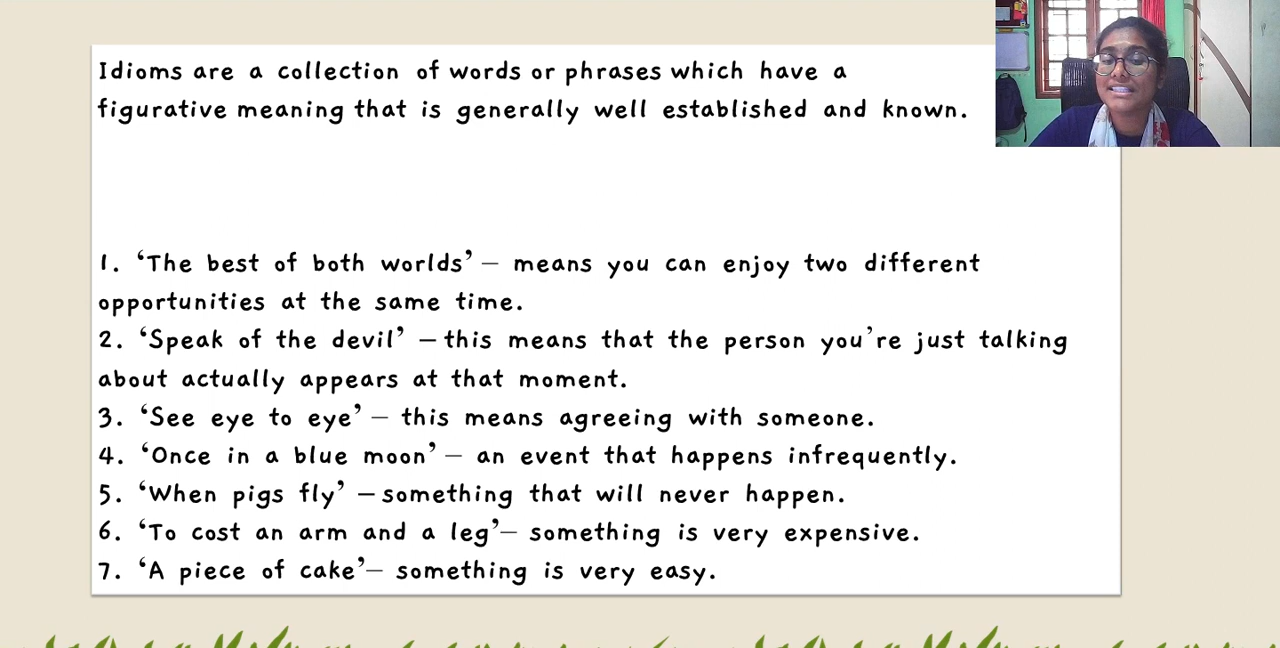 Idioms are a collection of words or phrases which have a
figurative meaning that is generally well established and known.
1. ‘The best of both worlds’ – means you can enjoy two different
opportunities at the same time.
2. ‘Speak of the devil’ – this means that the person you’re just talking
about actually appears at that moment.
3. ‘See eye to eye’ – this means agreeing with someone.
4. ‘Once in a blue moon’ – an event that happens infrequently.
5. ‘When pigs fly’ – something that will never happen.
6. ‘To cost an arm and a leg’– something is very expensive.
7. ‘A piece of cake’– something is very easy.